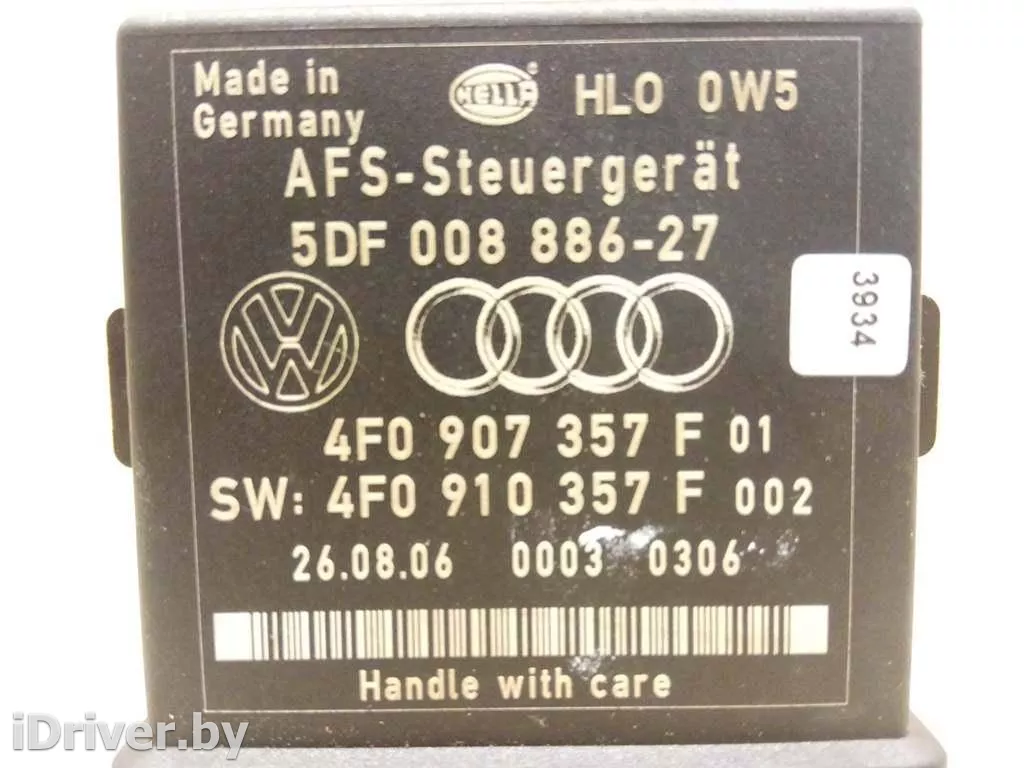 Made in
Germany
HELLA® HLO 0W5
AFS-Steuergerät
5DF 008 886-27
3934
4F0 907 357 F 01
SW: 4F0 910 357 F 002
26.08.06 0003 0306
Handle with care
iDriver.by